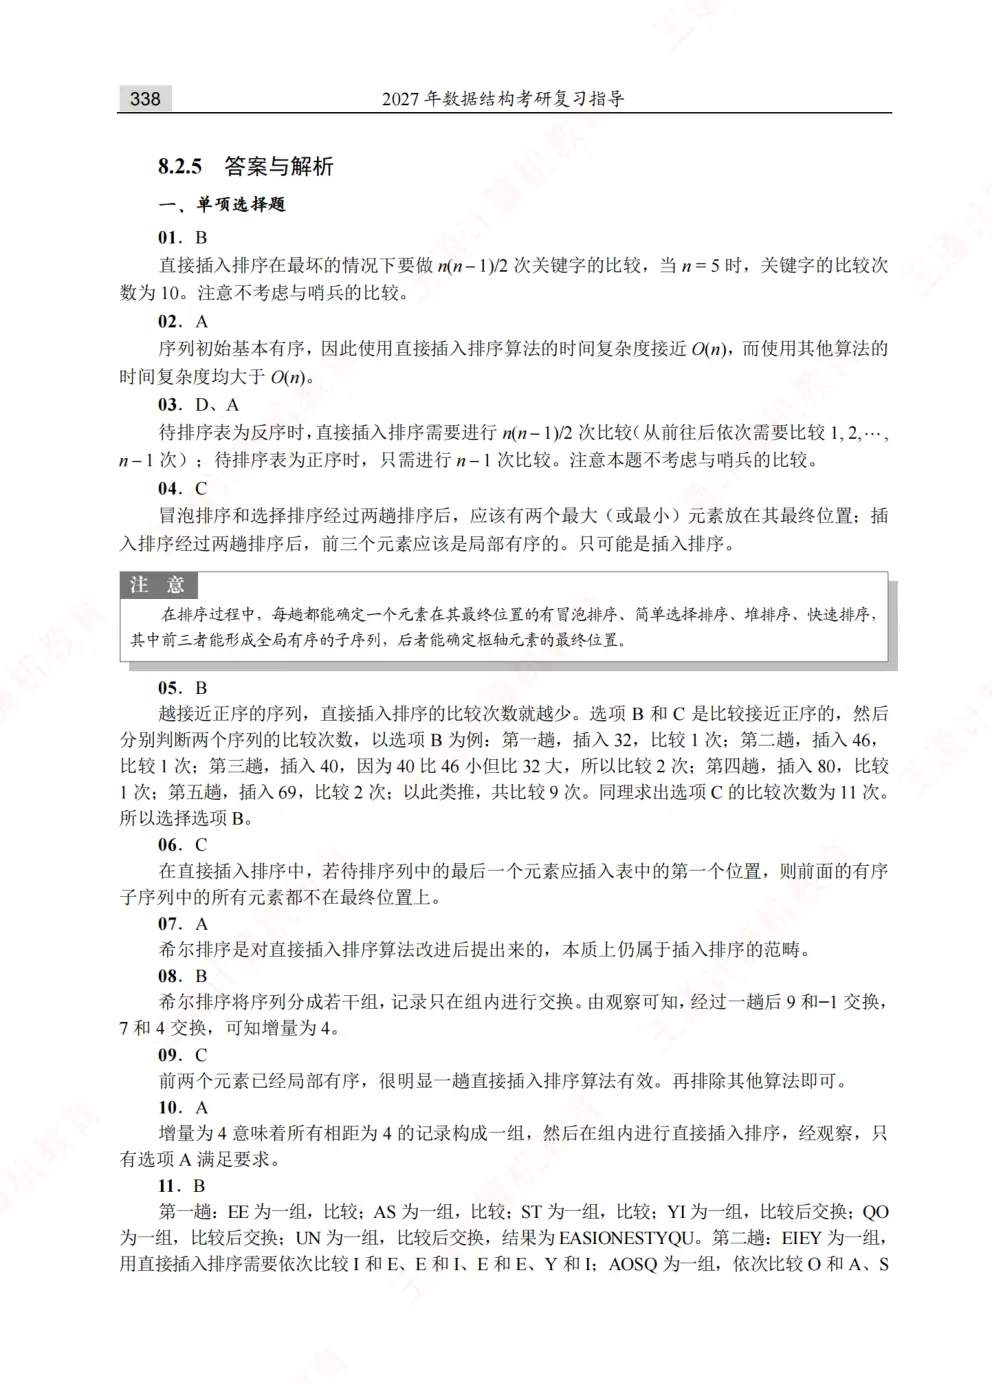 338
2027 年数据结构考研复习指导
8.2.5 答案与解析
一、单项选择题
01. B
直接插入排序在最坏的情况下要做 n(n – 1)/2 次关键字的比较，当 n = 5 时，关键字的比较次
数为 10。注意不考虑与哨兵的比较。
02. A
序列初始基本有序，因此使用直接插入排序算法的时间复杂度接近 O(n)，而使用其他算法的
时间复杂度均大于 O(n)。
03. D、A
待排序表为反序时，直接插入排序需要进行 n(n – 1)/2 次比较（从前往后依次需要比较 1, 2,⋯,
n – 1 次）；待排序表为正序时，只需进行 n – 1 次比较。注意本题不考虑与哨兵的比较。
04. C
冒泡排序和选择排序经过两趟排序后，应该有两个最大（或最小）元素放在其最终位置；插
入排序经过两趟排序后，前三个元素应该是局部有序的。只可能是插入排序。
注 意
在排序过程中，每趟都能确定一个元素在其最终位置的有冒泡排序、简单选择排序、堆排序、快速排序，
其中前三者能形成全局有序的子序列，后者能确定枢轴元素的最终位置。
05. B
越接近正序的序列，直接插入排序的比较次数就越少。选项 B 和 C 是比较接近正序的，然后
分别判断两个序列的比较次数，以选项 B 为例：第一趟，插入 32，比较 1 次；第二趟，插入 46，
比较 1 次；第三趟，插入 40，因为 40 比 46 小但比 32 大，所以比较 2 次；第四趟，插入 80，比较
1 次；第五趟，插入 69，比较 2 次；以此类推，共比较 9 次。同理求出选项 C 的比较次数为 11 次。
所以选择选项 B。
06. C
在直接插入排序中，若待排序列中的最后一个元素应插入表中的第一个位置，则前面的有序
子序列中的所有元素都不在最终位置上。
07. A
希尔排序是对直接插入排序算法改进后提出来的，本质上仍属于插入排序的范畴。
08. B
希尔排序将序列分成若干组，记录只在组内进行交换。由观察可知，经过一趟后 9 和–1 交换，
7 和 4 交换，可知增量为 4。
09. C
前两个元素已经局部有序，很明显一趟直接插入排序算法有效。再排除其他算法即可。
10. A
增量为 4 意味着所有相距为 4 的记录构成一组，然后在组内进行直接插入排序，经观察，只
有选项 A 满足要求。
11. B
第一趟：EE 为一组，比较；AS 为一组，比较；ST 为一组，比较；YI 为一组，比较后交换；QO
为一组，比较后交换；UN 为一组，比较后交换，结果为 EASIONESTYQU。第二趟：EIEY 为一组，
用直接插入排序需要依次比较 I 和 E、E 和 I、E 和 E、Y 和 I；AOSQ 为一组，依次比较 O 和 A、S